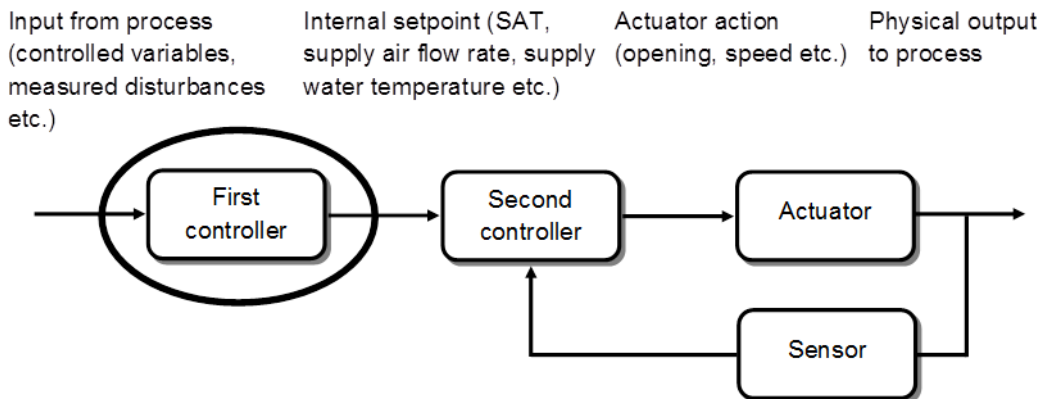 Input from process
(controlled variables,
measured disturbances
etc.)
Internal setpoint (SAT,
supply air flow rate, supply
water temperature etc.)
Actuator action
(opening, speed etc.)
Physical output
to process
First
controller
Second
controller
Actuator
Sensor